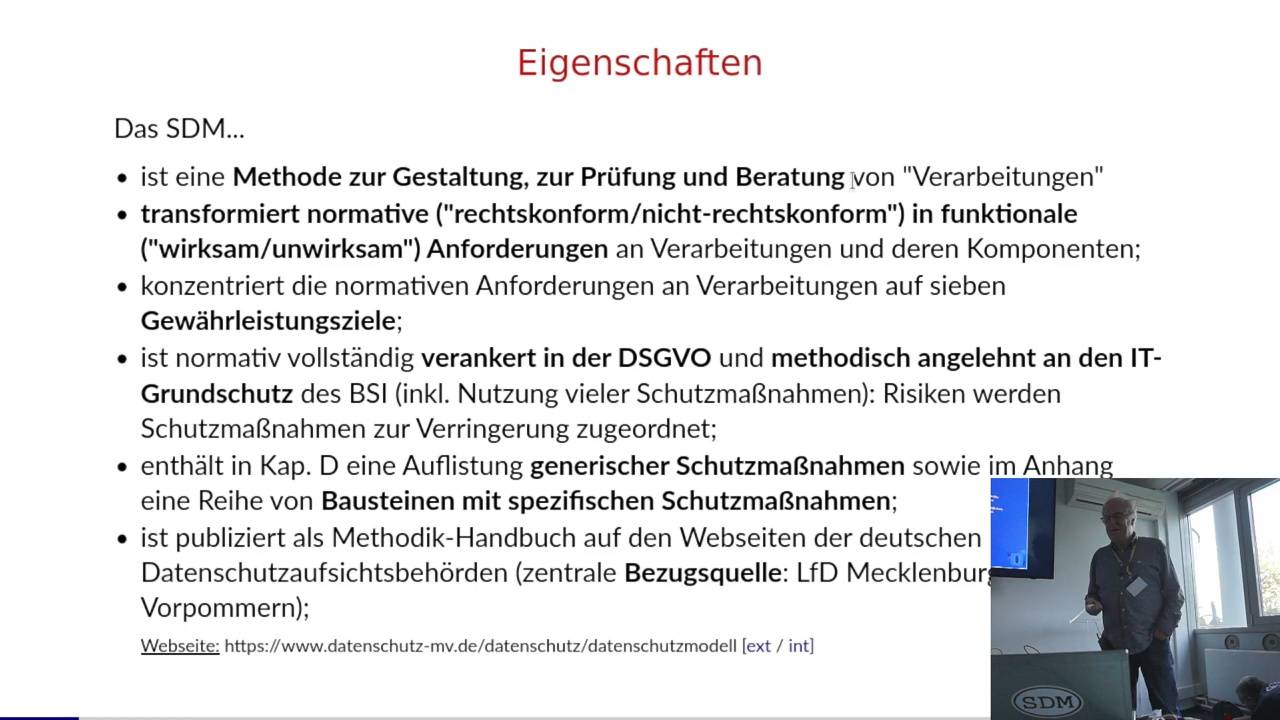 Eigenschaften
Das SDM...
• ist eine Methode zur Gestaltung, zur Prüfung und Beratung von "Verarbeitungen"
• transformiert normative ("rechtskonform/nicht-rechtskonform") in funktionale
("wirksam/unwirksam") Anforderungen an Verarbeitungen und deren Komponenten;
• konzentriert die normativen Anforderungen an Verarbeitungen auf sieben
Gewährleistungsziele;
• ist normativ vollständig verankert in der DSGVO und methodisch angelehnt an den IT-
Grundschutz des BSI (inkl. Nutzung vieler Schutzmaßnahmen): Risiken werden
Schutzmaßnahmen zur Verringerung zugeordnet;
• enthält in Kap. D eine Auflistung generischer Schutzmaßnahmen sowie im Anhang
eine Reihe von Bausteinen mit spezifischen Schutzmaßnahmen;
• ist publiziert als Methodik-Handbuch auf den Webseiten der deutschen
Datenschutzaufsichtsbehörden (zentrale Bezugsquelle: LfD Mecklenburg
Vorpommern);
Webseite: https://www.datenschutz-mv.de/datenschutz/datenschutzmodell [ext / int]
SDM